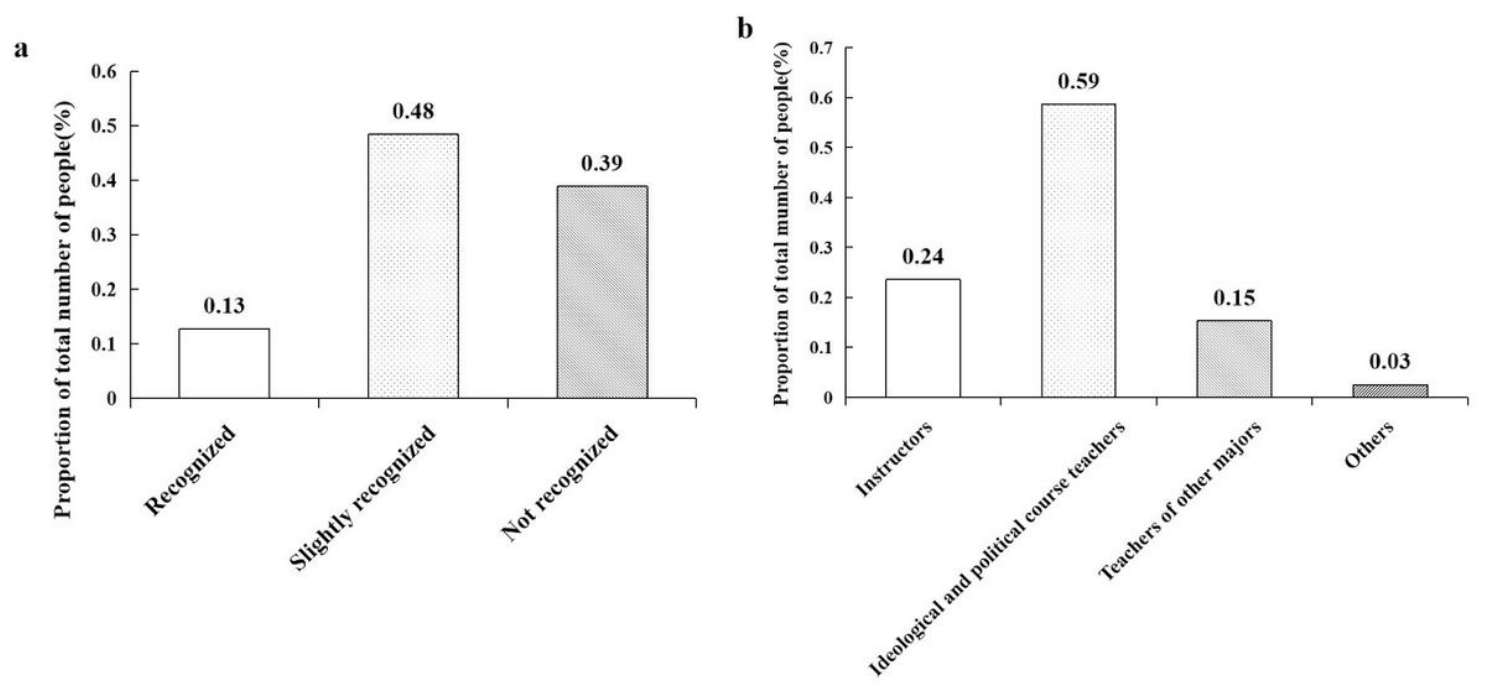 a
Proportion of total number of people(%)
0.6
0.5
0.4
0.3
0.2
0.1
0
0.13
0.48
0.39
Recognized
Slightly recognized
Not recognized
b
Proportion of total number of people(%)
0.7
0.6
0.5
0.4
0.3
0.2
0.1
0
0.24
0.59
0.15
0.03
Instructors
Ideological and political course teachers
Teachers of other majors
Others